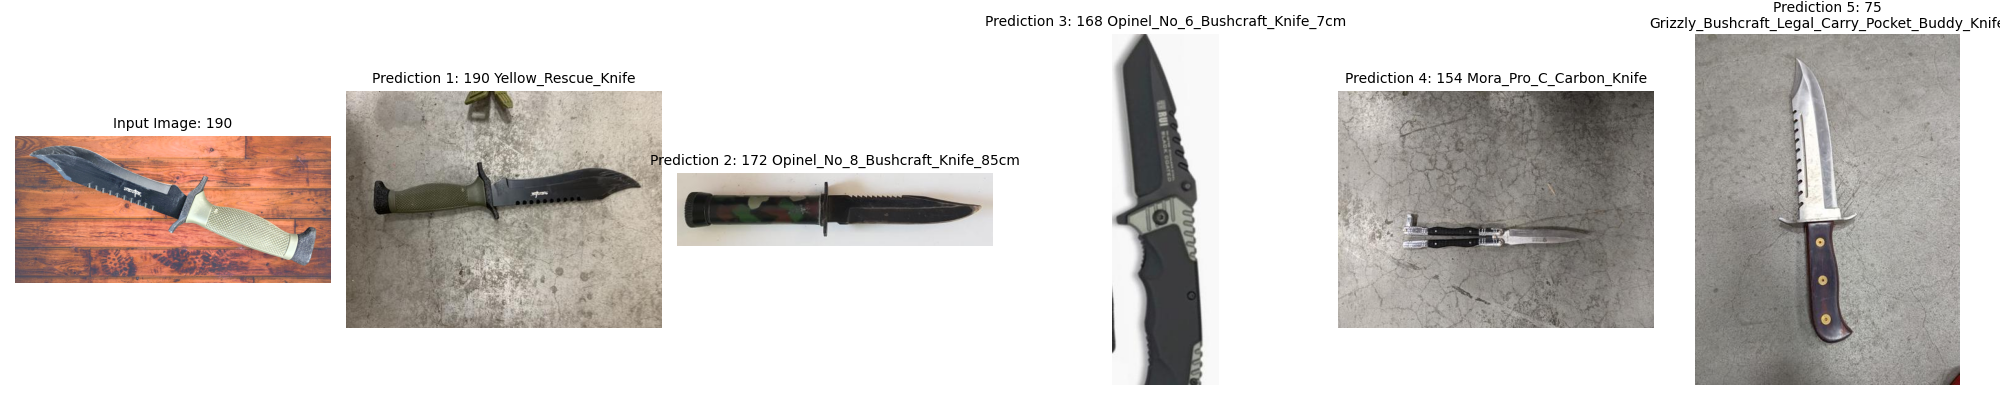 Input Image: 190
Prediction 1: 190 Yellow_Rescue_Knife
Prediction 2: 172 Opinel_No_8_Bushcraft_Knife_85cm
Prediction 3: 168 Opinel_No_6_Bushcraft_Knife_7cm
Prediction 4: 154 Mora_Pro_C_Carbon_Knife
Prediction 5: 75
Grizzly_Bushcraft_Legal_Carry_Pocket_Buddy_Knife